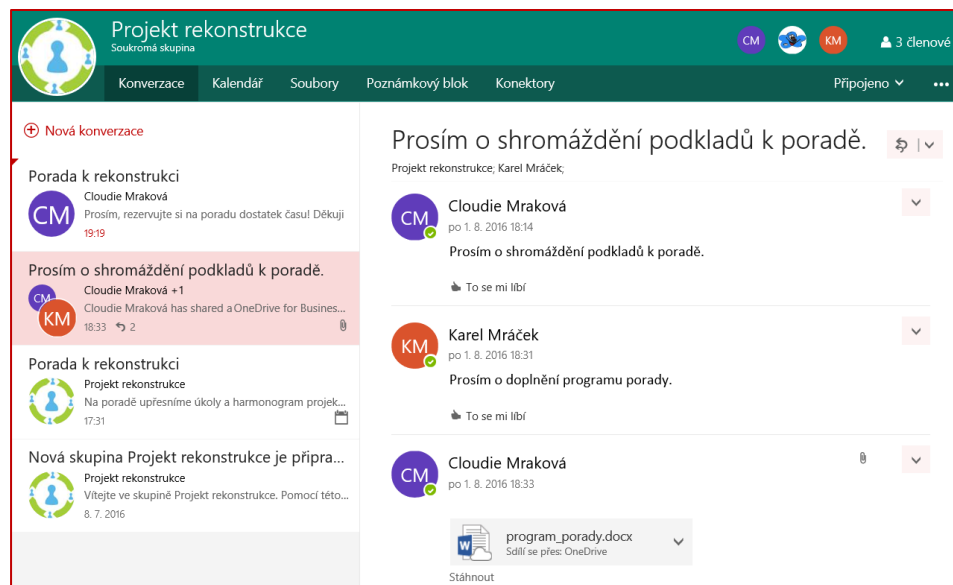 Projekt rekonstrukce
Soukromá skupina
CM
KM
3 členové
Konverzace Kalendář Soubory Poznámkový blok Konektory Připojeno
Nová konverzace
Porada k rekonstrukci
CM
Cloudie Mraková
Prosím, rezervujte si na poradu dostatek času! Děkuji
19:19
Prosím o shromáždění podkladů k poradě.
CM
KM
Cloudie Mraková +1
Cloudie Mraková has shared a OneDrive for Busines...
18:33 2
Porada k rekonstrukci
Projekt rekonstrukce
Na poradě upřesníme úkoly a harmonogram projek...
17:31
Nová skupina Projekt rekonstrukce je připra...
Projekt rekonstrukce
Vítejte ve skupině Projekt rekonstrukce. Pomocí této...
8. 7. 2016
Prosím o shromáždění podkladů k poradě.
Projekt rekonstrukce; Karel Mráček;
CM
Cloudie Mraková
po 1. 8. 2016 18:14
Prosím o shromáždění podkladů k poradě.
To se mi líbí
KM
Karel Mráček
po 1. 8. 2016 18:31
Prosím o doplnění programu porady.
To se mi líbí
CM
Cloudie Mraková
po 1. 8. 2016 18:33
program_porady.docx
Sdílí se přes: OneDrive
Stáhnout